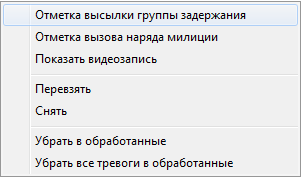 Отметка высылки группы задержания
Отметка вызова наряда милиции
Показать видеозапись
Перевзять
Снять
Убрать в обработанные
Убрать все тревоги в обработанные